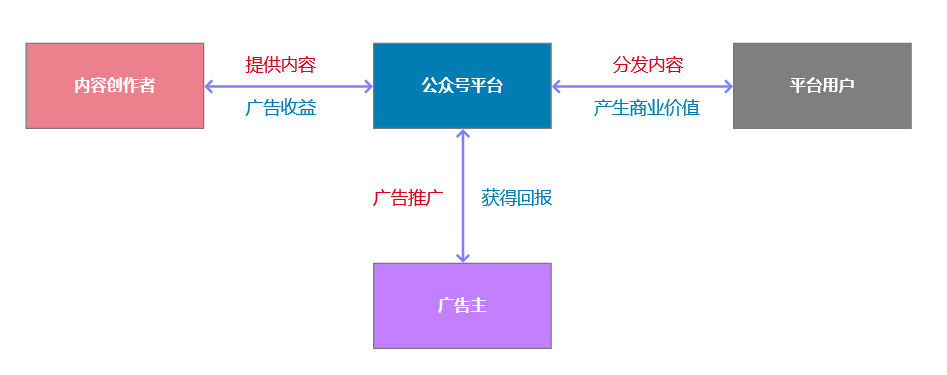 提供内容
分发内容
内容创作者
公众号平台
平台用户
广告收益
产生商业价值
广告推广
获得回报
广告主